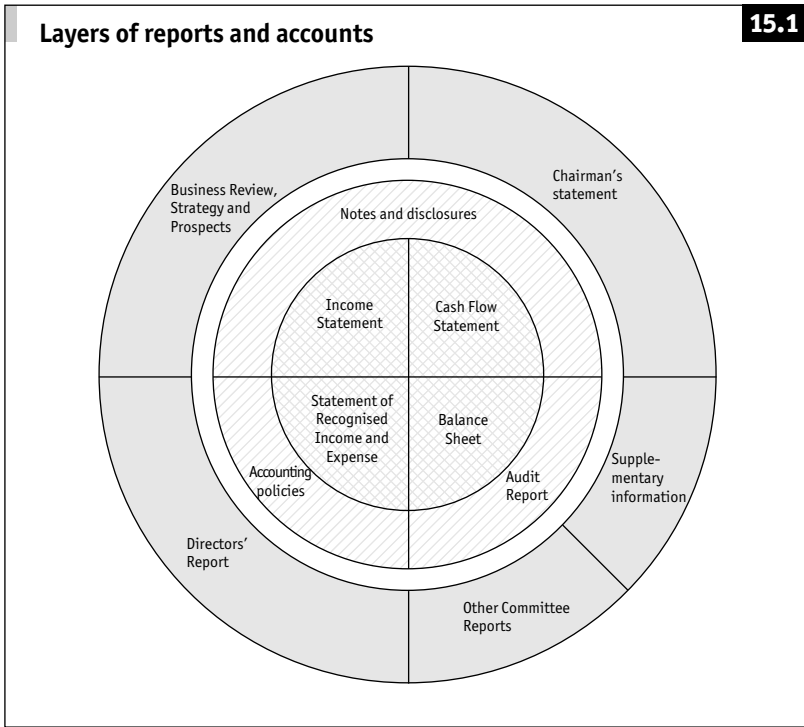 Layers of reports and accounts
15.1
Business Review,
Strategy and
Prospects
Chairman's
statement
Notes and disclosures
Income
Statement
Cash Flow
Statement
Statement of
Recognised
Income and
Expense
Balance
Sheet
Accounting
policies
Audit
Report
Supple-
mentary
information
Directors'
Report
Other Committee
Reports